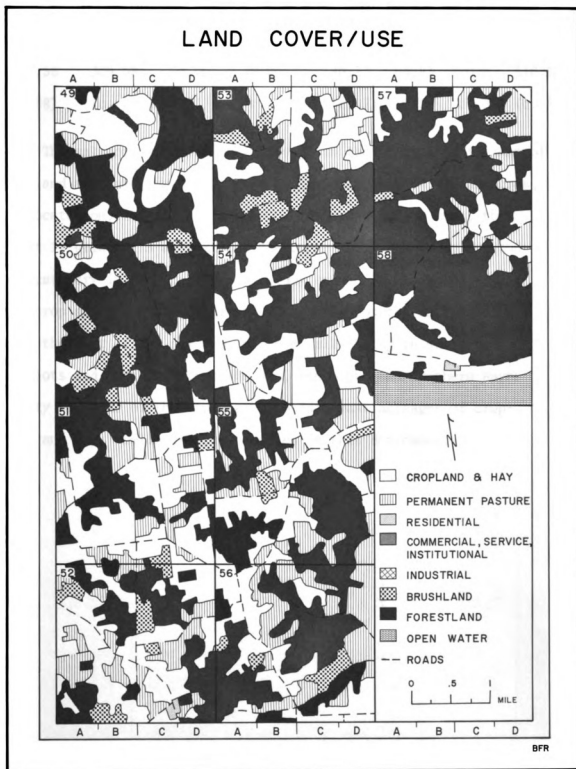 LAND COVER/USE
A B C D A B C D A B C D
49 53 57
50 54 58
51 55
52 56
N
CROPLAND & HAY
PERMANENT PASTURE
RESIDENTIAL
COMMERCIAL, SERVICE,
INSTITUTIONAL
INDUSTRIAL
BRUSHLAND
FORESTLAND
OPEN WATER
ROADS
0 .5 1
MILE
A B C D A B C D A B C D
BFR